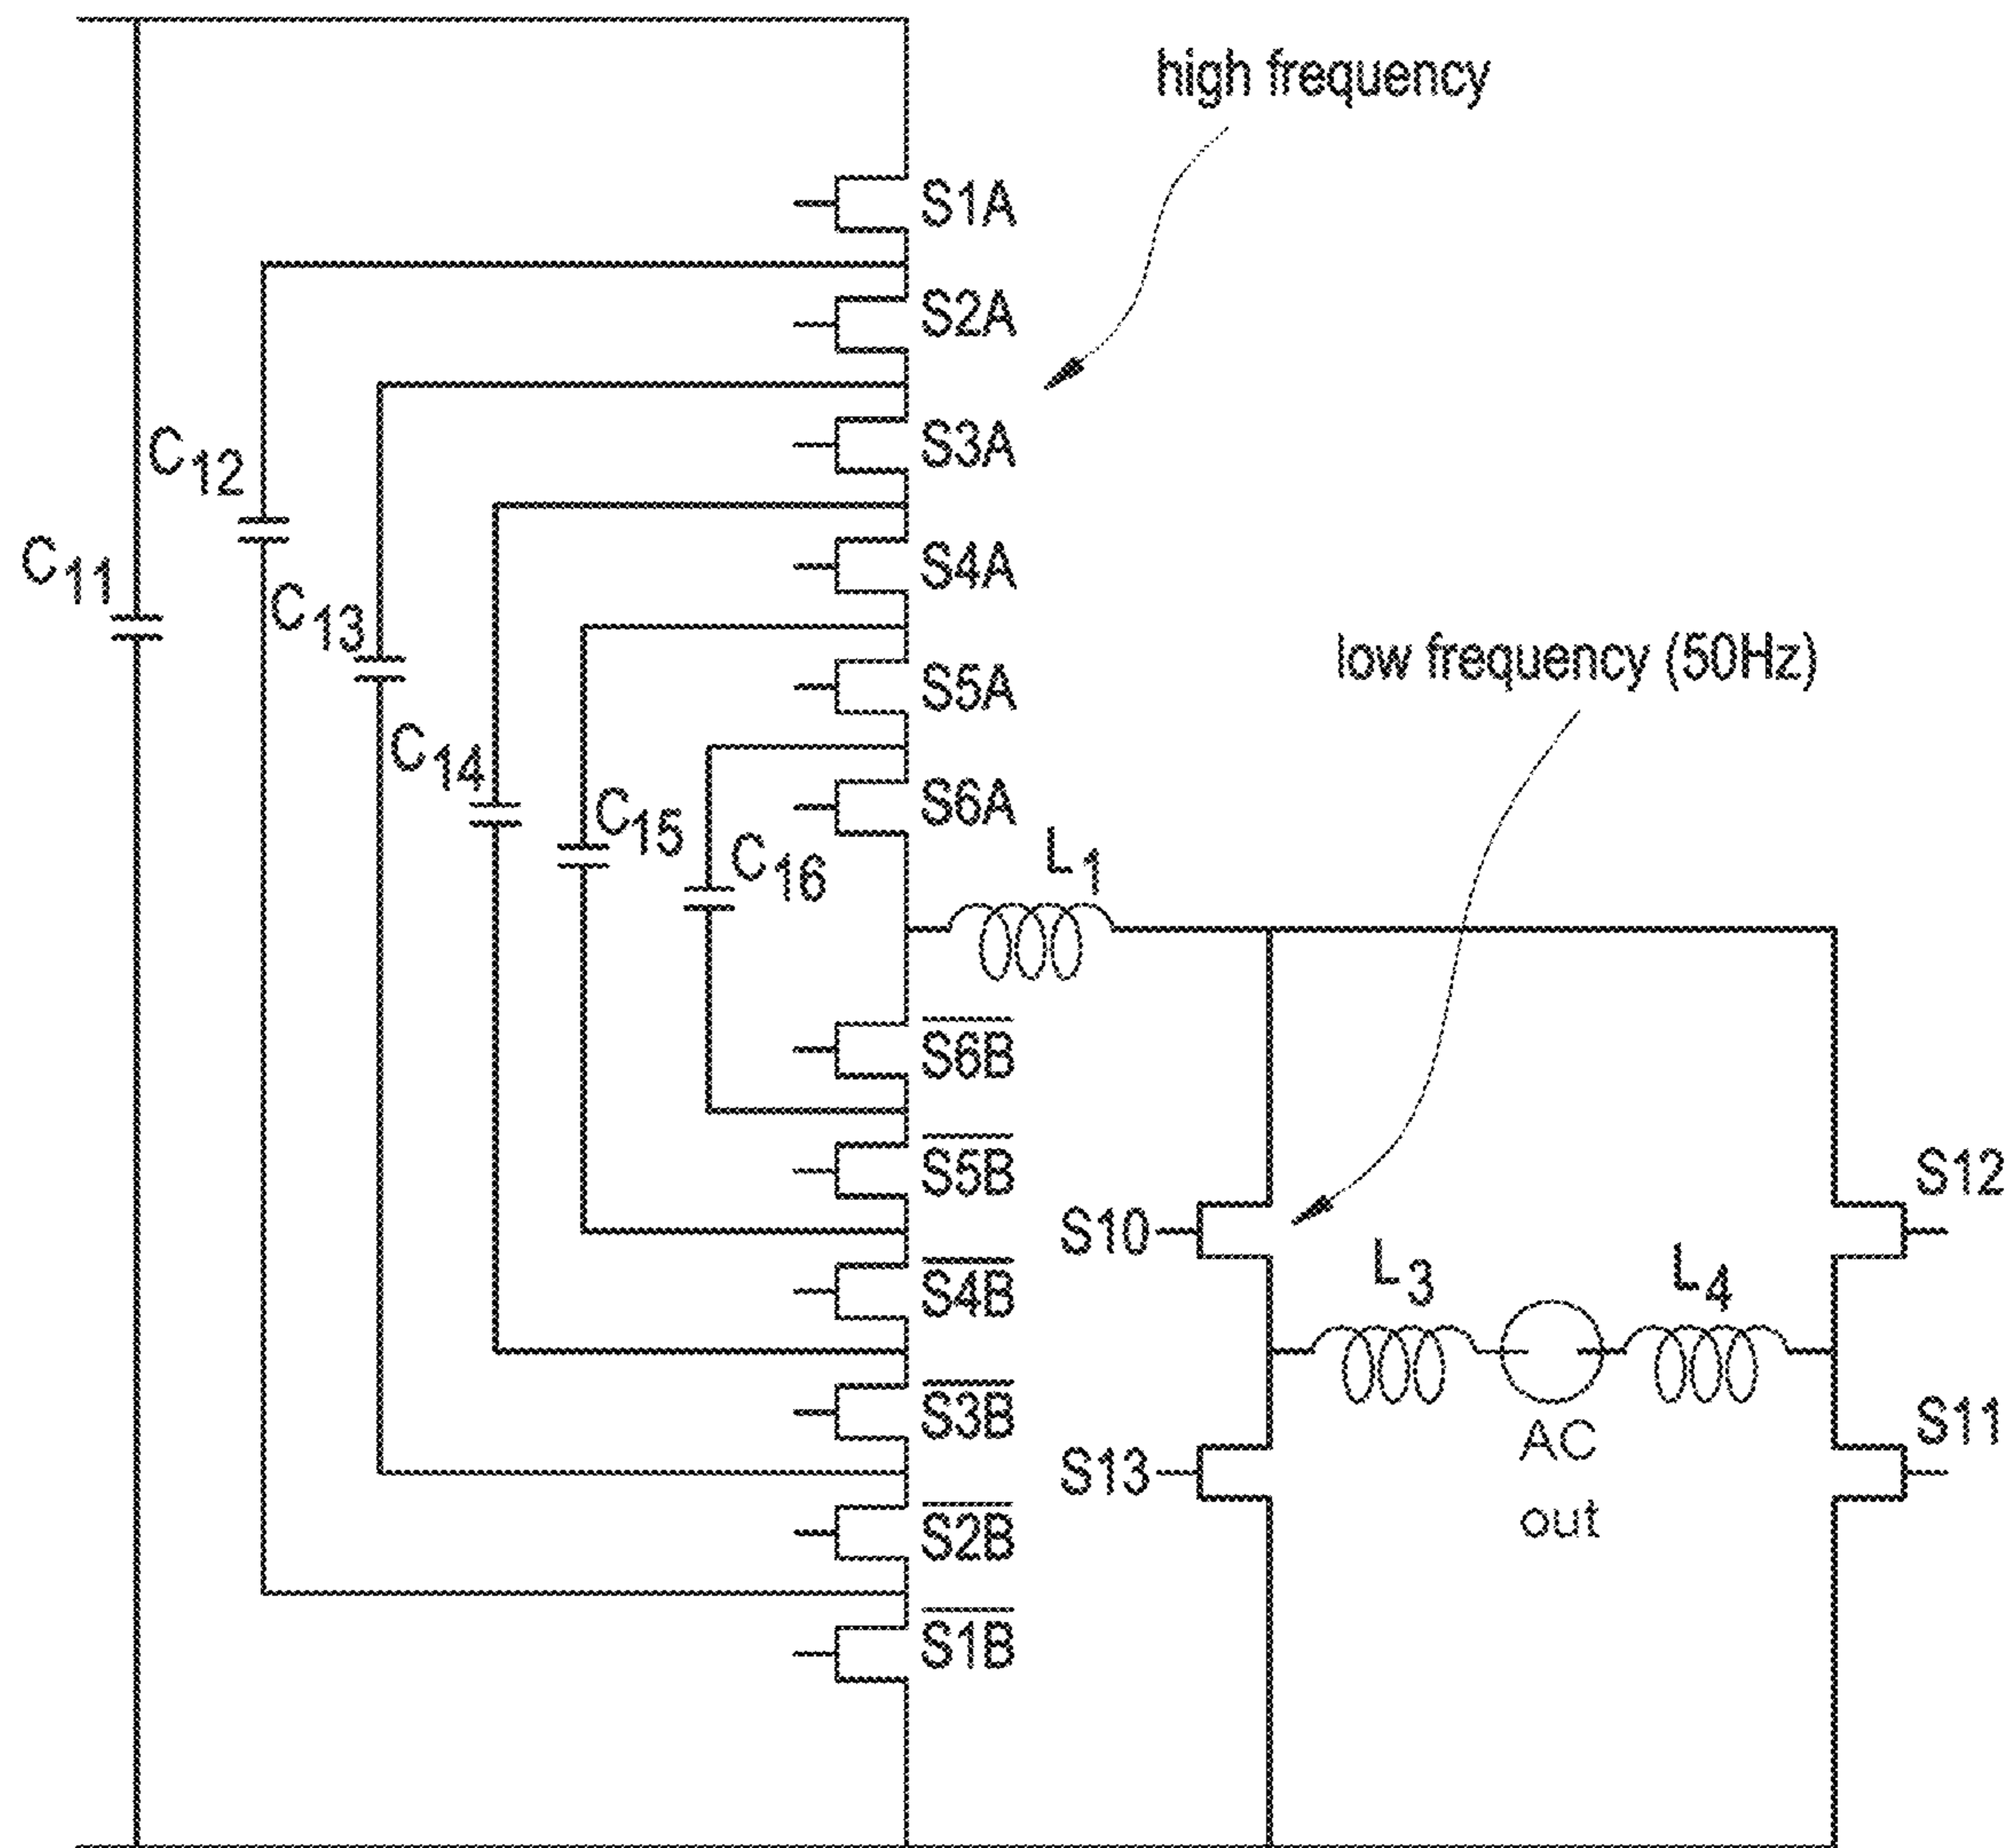 high frequency
S1A
S2A
S3A
C12
S4A
C11
C13
low frequency (50Hz)
S5A
C14
S6A
C15
C16
L1
S6B
S5B
S12
S10
S4B
L3
L4
S3B
S11
AC
S13
out
S2B
S1B